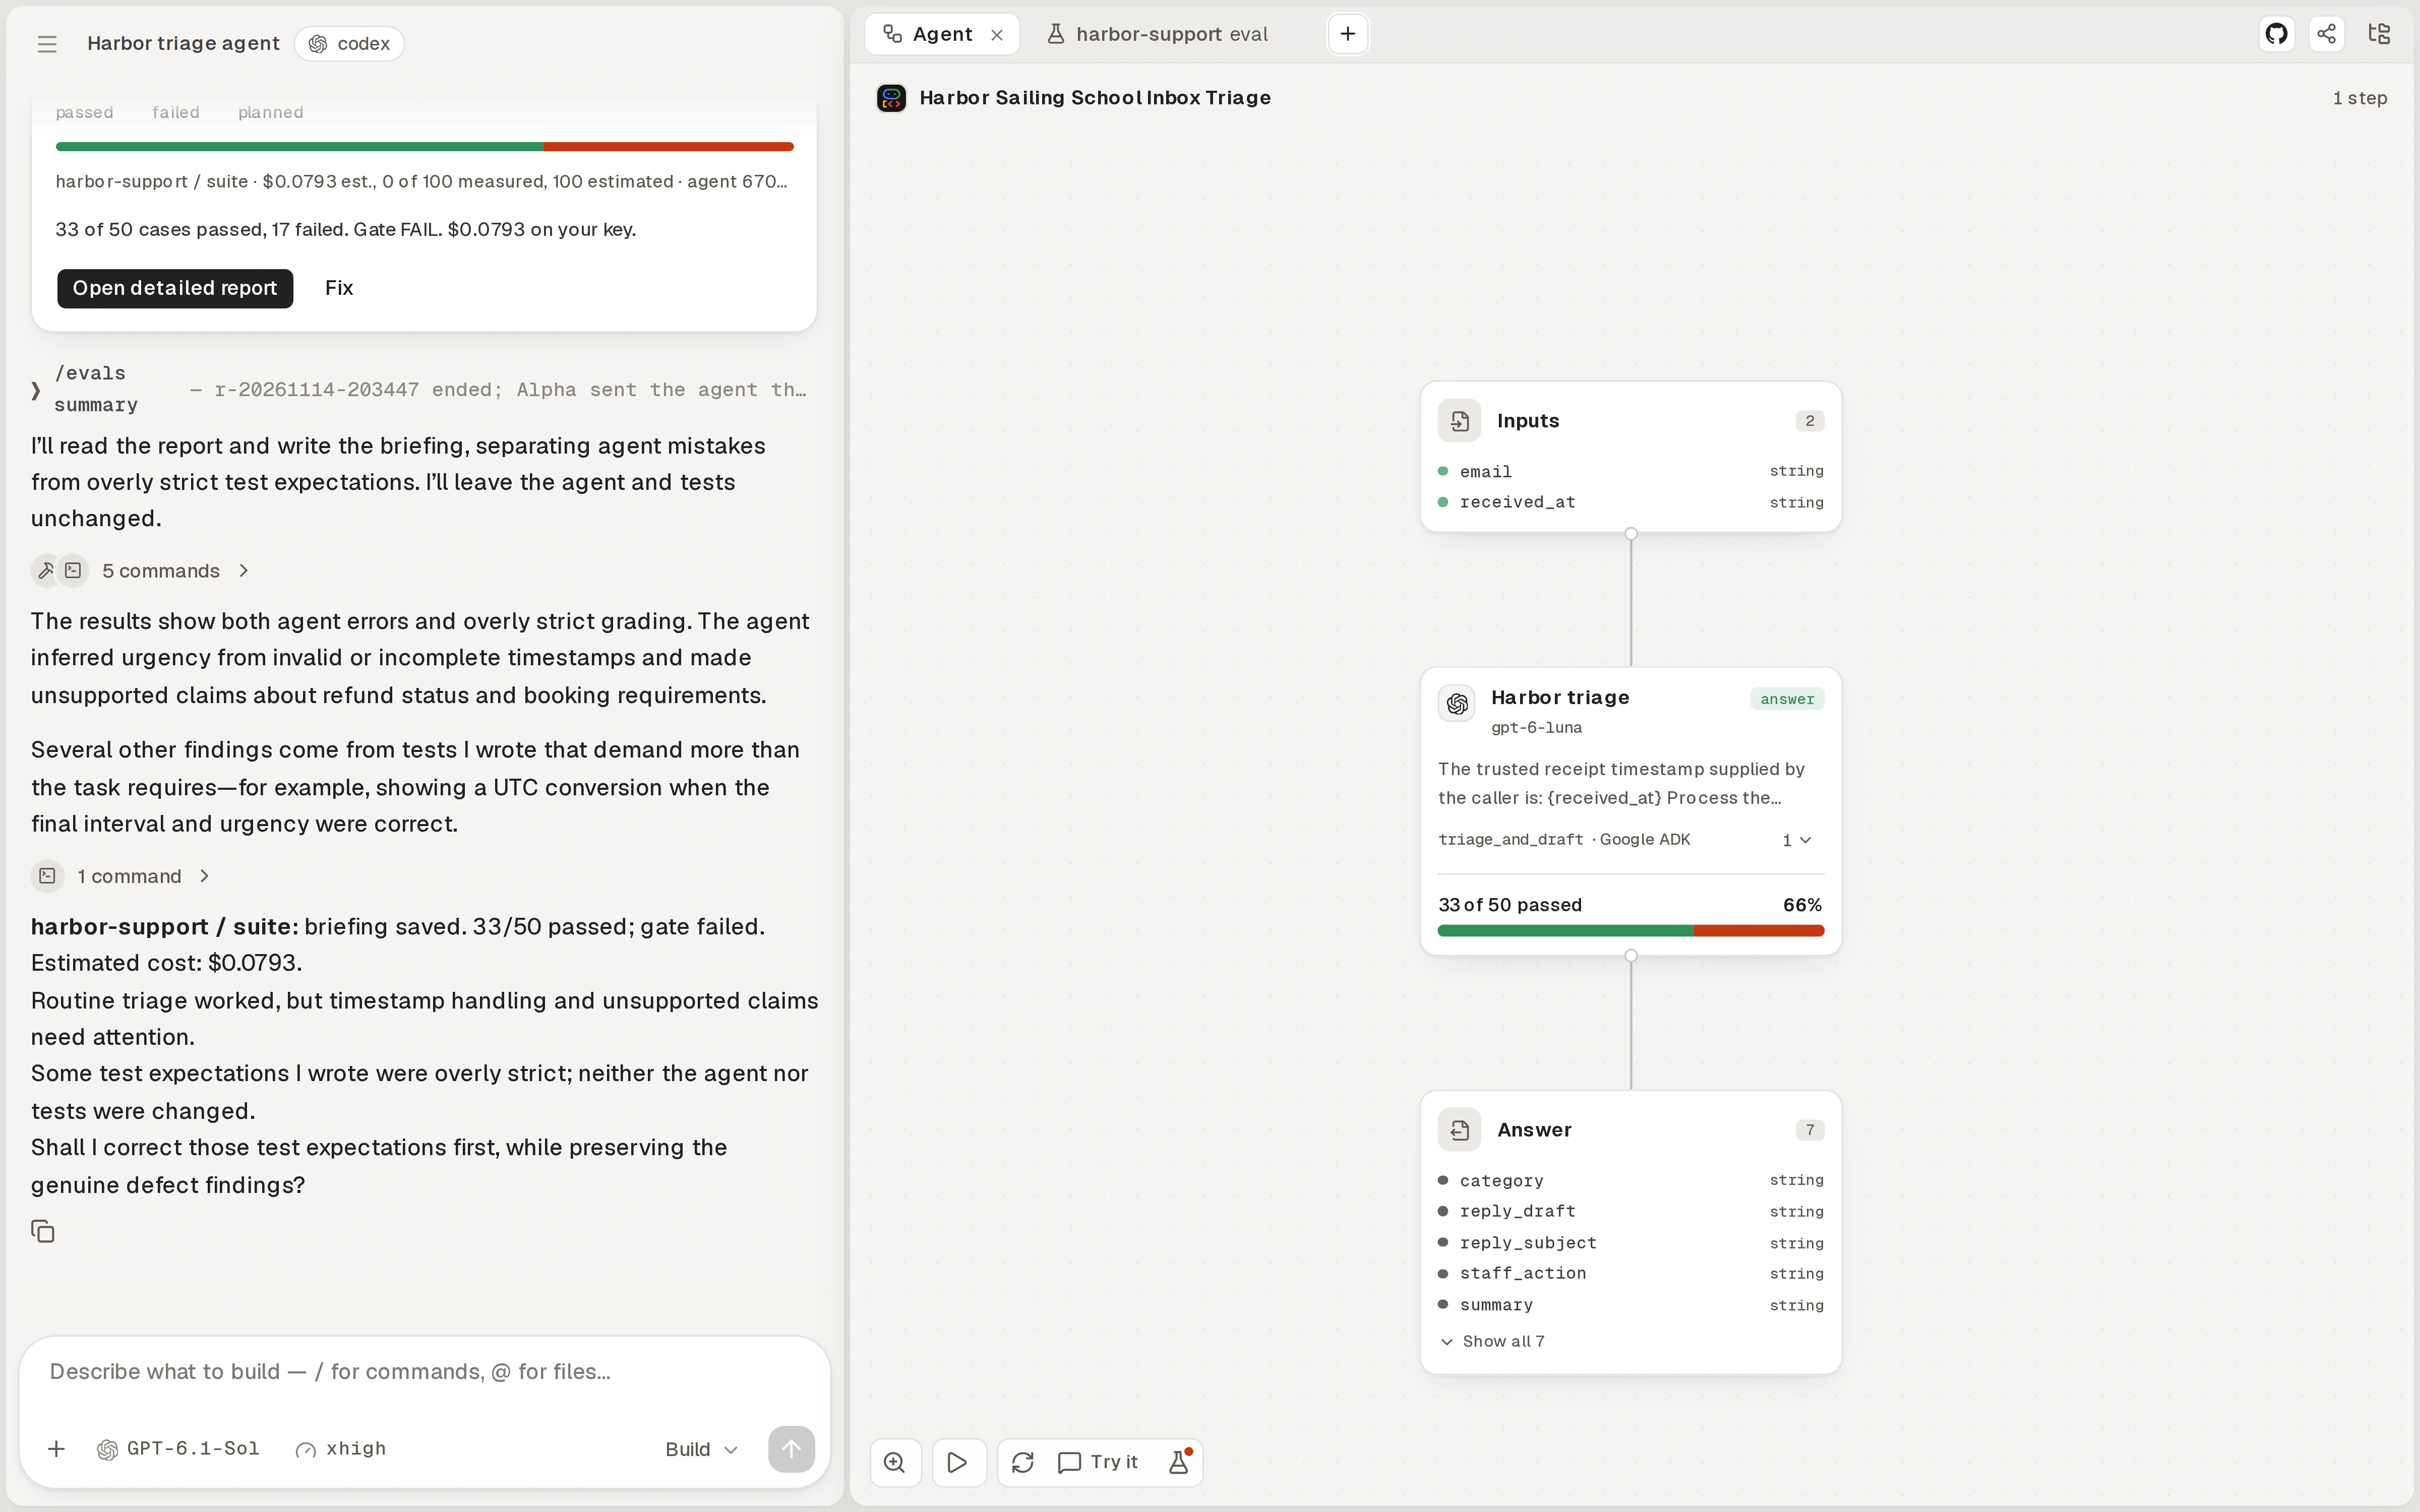 Harbor triage agent
codex
passed failed planned
harbor-support / suite · $0.0793 est., 0 of 100 measured, 100 estimated · agent 670…
33 of 50 cases passed, 17 failed. Gate FAIL. $0.0793 on your key.
Open detailed report
Fix
❯ /evals summary — r-20261114-203447 ended; Alpha sent the agent th…
I’ll read the report and write the briefing, separating agent mistakes
from overly strict test expectations. I’ll leave the agent and tests
unchanged.
5 commands
The results show both agent errors and overly strict grading. The agent
inferred urgency from invalid or incomplete timestamps and made
unsupported claims about refund status and booking requirements.
Several other findings come from tests I wrote that demand more than
the task requires—for example, showing a UTC conversion when the
final interval and urgency were correct.
1 command
harbor-support / suite: briefing saved. 33/50 passed; gate failed.
Estimated cost: $0.0793.
Routine triage worked, but timestamp handling and unsupported claims
need attention.
Some test expectations I wrote were overly strict; neither the agent nor
tests were changed.
Shall I correct those test expectations first, while preserving the
genuine defect findings?
Describe what to build — / for commands, @ for files…
GPT-6.1-Sol
xhigh
Build
Agent
harbor-support eval
Harbor Sailing School Inbox Triage
1 step
Inputs 2
email string
received_at string
Harbor triage answer
gpt-6-luna
The trusted receipt timestamp supplied by
the caller is: {received_at} Process the…
triage_and_draft · Google ADK 1
33 of 50 passed 66%
Answer 7
category string
reply_draft string
reply_subject string
staff_action string
summary string
Show all 7
Try it